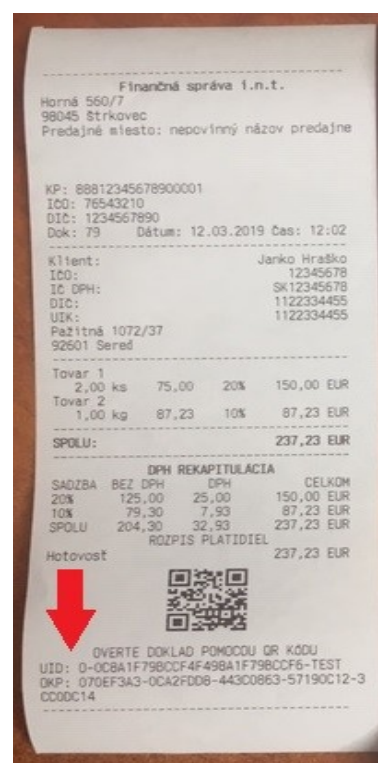 Finančná správa i.n.t.
Horná 560/7
98045 Štrkovec
Predajné miesto: nepovinný názov predajne
KP: 88812345678900001
IČO: 76543210
DIČ: 1234567890
Dok: 79 Dátum: 12.03.2019 Čas: 12:02
Klient: Janko Hraško
IČO: 12345678
IČ DPH: SK12345678
DIČ: 1122334455
UIK: 1122334455
Pažitná 1072/37
92601 Sereď
Tovar 1
2,00 ks 75,00 20% 150,00 EUR
Tovar 2
1,00 kg 87,23 10% 87,23 EUR
SPOLU: 237,23 EUR
DPH REKAPITULÁCIA
SADZBA BEZ DPH DPH CELKOM
20% 125,00 25,00 150,00 EUR
10% 79,30 7,93 87,23 EUR
SPOLU 204,30 32,93 237,23 EUR
ROZPIS PLATIDIEL
Hotovosť 237,23 EUR
OVERTE DOKLAD POMOCOU QR KÓDU
UID: O-0C8A1F79BCCF4F498A1F79BCCF6-TEST
OKP: 070EF3A3-0CA2FDD8-443C0863-57190C12-3
CC0DC14